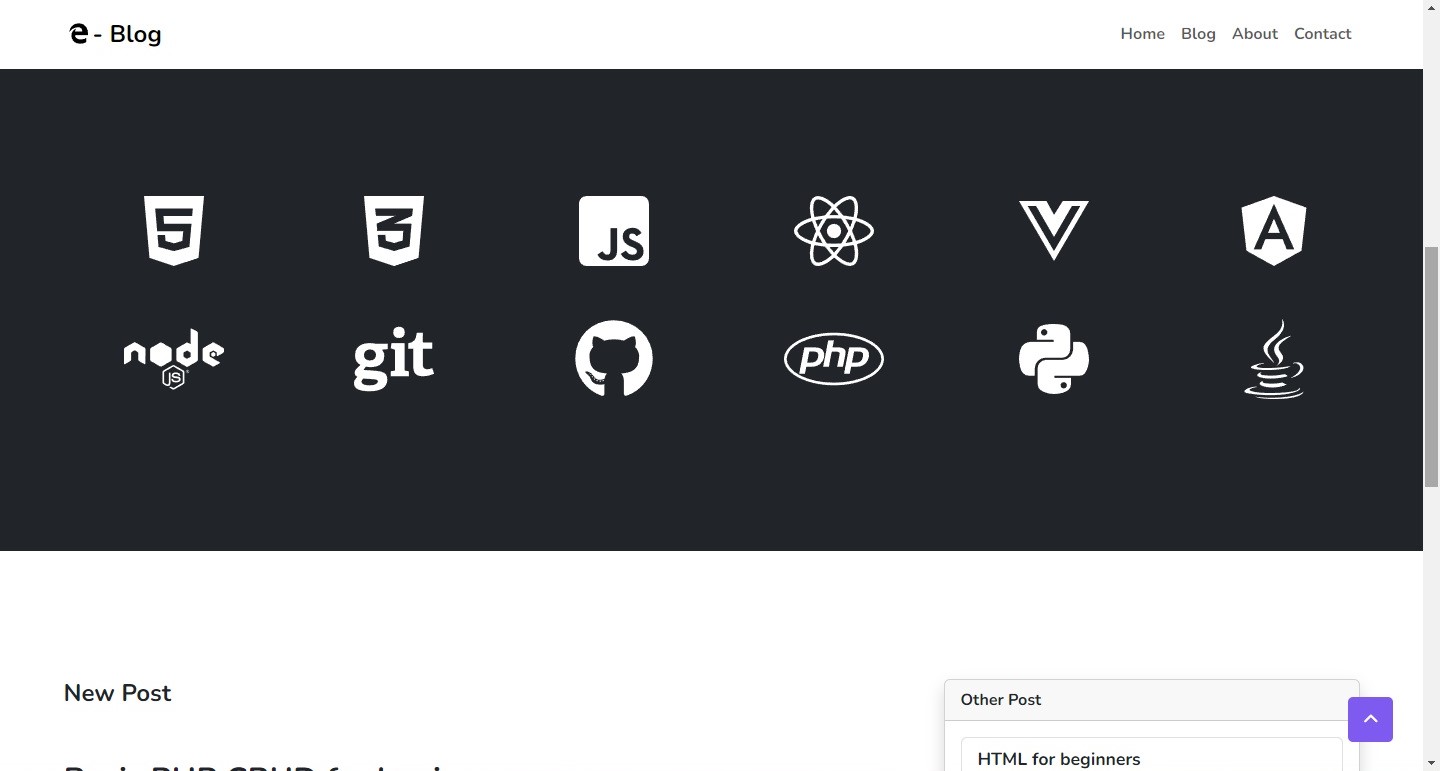 e - Blog
Home Blog About Contact
5 3 JS A
node git php
JS
New Post
Other Post
HTML for beginners